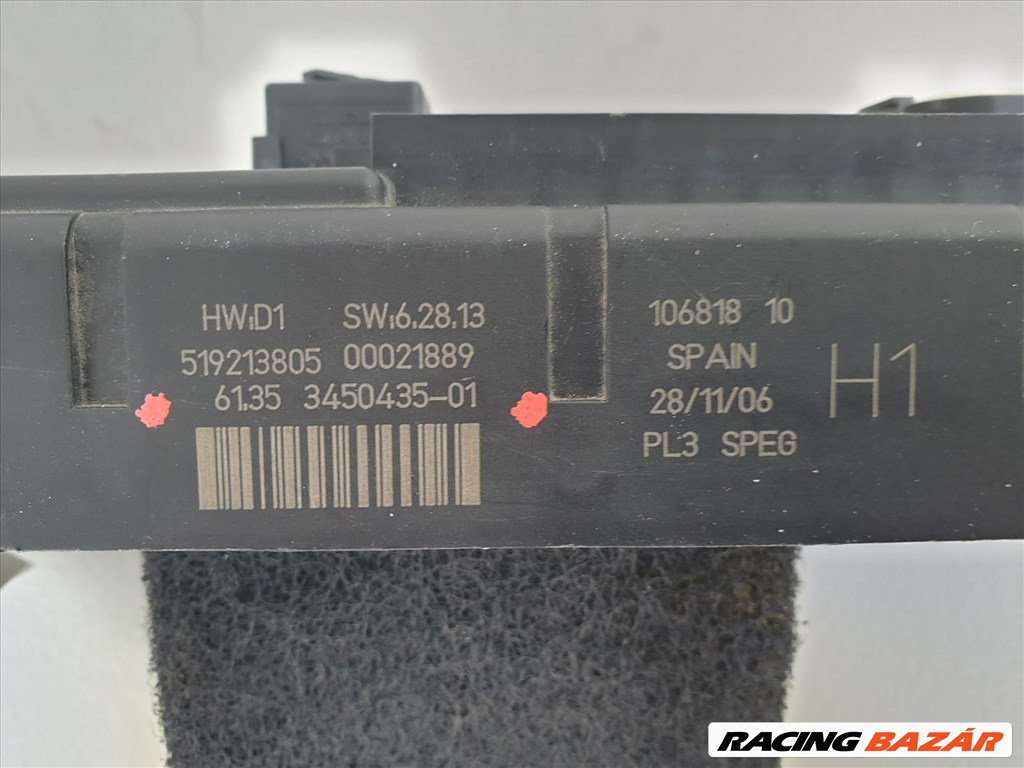 HW:D1 SW:6.28.13
519213805 00021889
61.35 3450435-01
106818 10
SPAIN
28/11/06
PL3 SPEG
H1
RACING BAZÁR